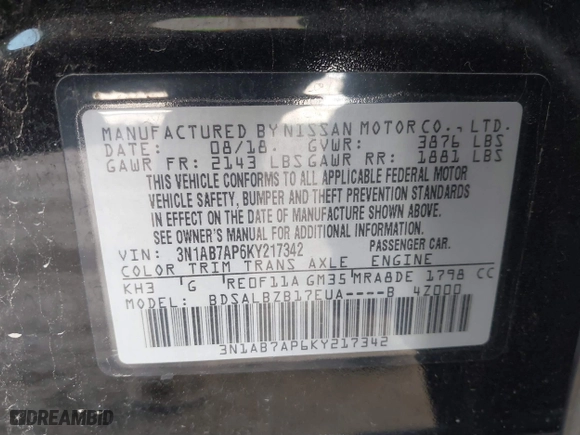 MANUFACTURED BY NISSAN MOTOR CO., LTD.
DATE: 08/18. GVWR: 3876 LBS
GAWR FR: 2143 LBS GAWR RR: 1881 LBS
THIS VEHICLE CONFORMS TO ALL APPLICABLE FEDERAL MOTOR
VEHICLE SAFETY, BUMPER AND THEFT PREVENTION STANDARDS
IN EFFECT ON THE DATE OF MANUFACTURE SHOWN ABOVE.
SEE OWNER'S MANUAL FOR ADDITIONAL INFORMATION.
VIN: 3N1AB7AP6KY217342 PASSENGER CAR.
COLOR TRIM TRANS AXLE ENGINE
KH3 G RE0F11A GM35 MRA8DE 1798 CC
MODEL: BDSALBZB17EUA----B 4Z000
3N1AB7AP6KY217342
DREAMBID